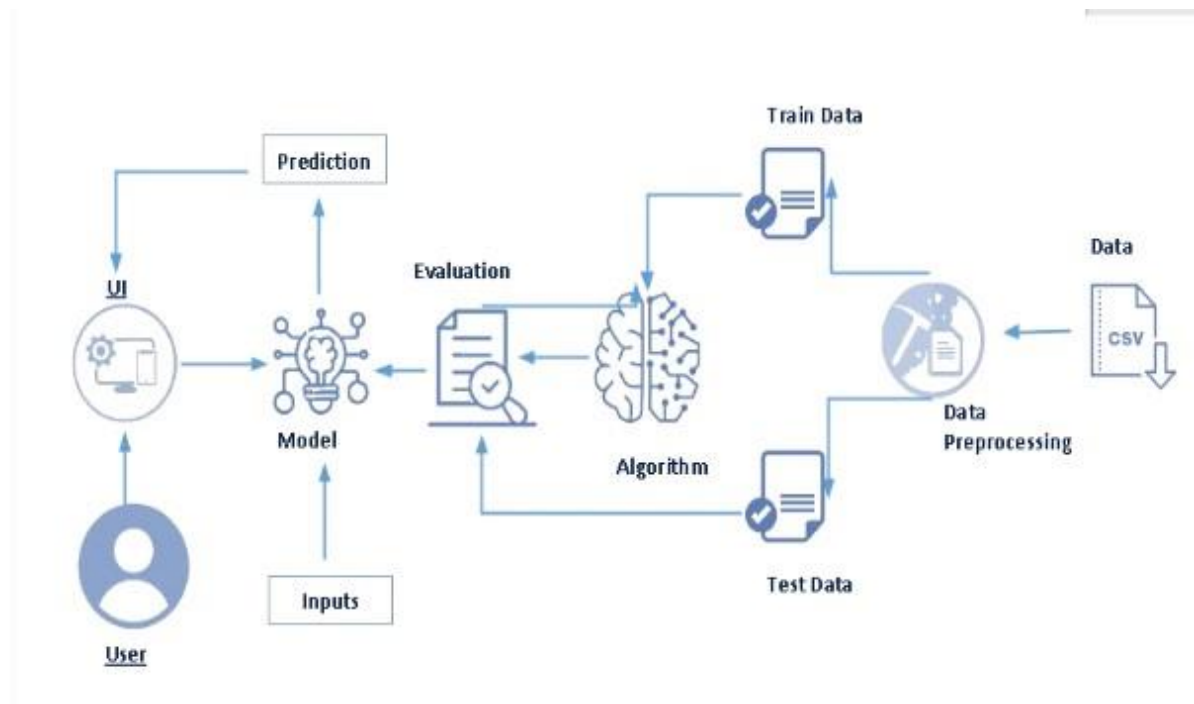 Train Data
Prediction
Data
Evaluation
UI
CSV
Data
Preprocessing
Model
Algorithm
Test Data
Inputs
User